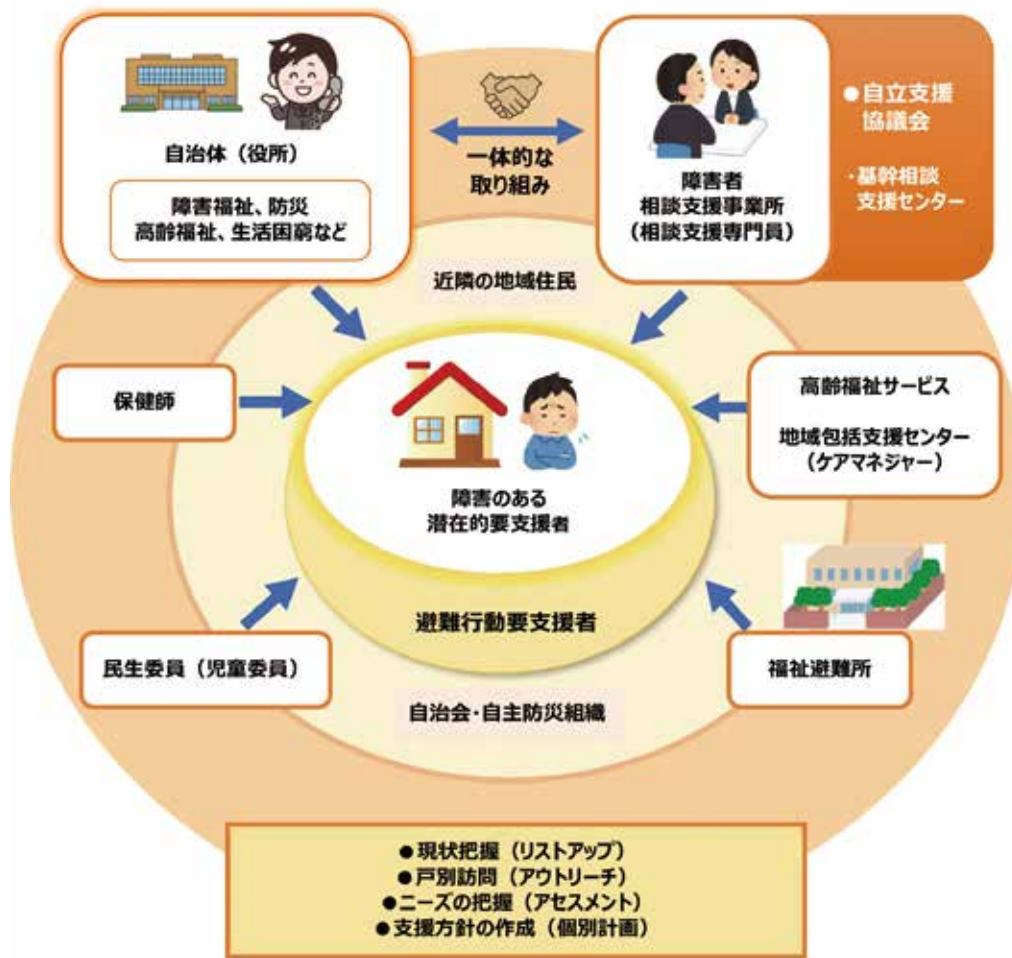 自治体（役所）
障害福祉、防災
高齢福祉、生活困窮など
一体的な
取り組み
障害者
相談支援事業所
（相談支援専門員）
●自立支援
協議会
・基幹相談
支援センター
近隣の地域住民
保健師
高齢福祉サービス
地域包括支援センター
（ケアマネジャー）
障害のある
潜在的要支援者
避難行動要支援者
民生委員（児童委員）
福祉避難所
自治会・自主防災組織
●現状把握（リストアップ）
●戸別訪問（アウトリーチ）
●ニーズの把握（アセスメント）
●支援方針の作成（個別計画）